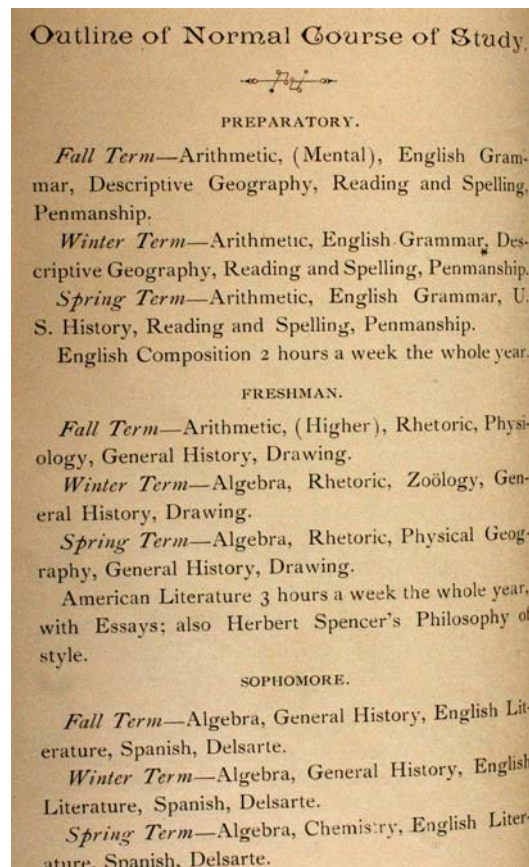 Outline of Normal Course of Study.
PREPARATORY.
Fall Term—Arithmetic, (Mental), English Gram-
mar, Descriptive Geography, Reading and Spelling,
Penmanship.
Winter Term—Arithmetic, English Grammar, Des-
criptive Geography, Reading and Spelling, Penmanship.
Spring Term—Arithmetic, English Grammar, U.
S. History, Reading and Spelling, Penmanship.
English Composition 2 hours a week the whole year.
FRESHMAN.
Fall Term—Arithmetic, (Higher), Rhetoric, Physi-
ology, General History, Drawing.
Winter Term—Algebra, Rhetoric, Zoölogy, Gen-
eral History, Drawing.
Spring Term—Algebra, Rhetoric, Physical Geog-
raphy, General History, Drawing.
American Literature 3 hours a week the whole year,
with Essays; also Herbert Spencer's Philosophy of
style.
SOPHOMORE.
Fall Term—Algebra, General History, English Lit-
erature, Spanish, Delsarte.
Winter Term—Algebra, General History, English
Literature, Spanish, Delsarte.
Spring Term—Algebra, Chemistry, English Liter-
ature, Spanish, Delsarte.